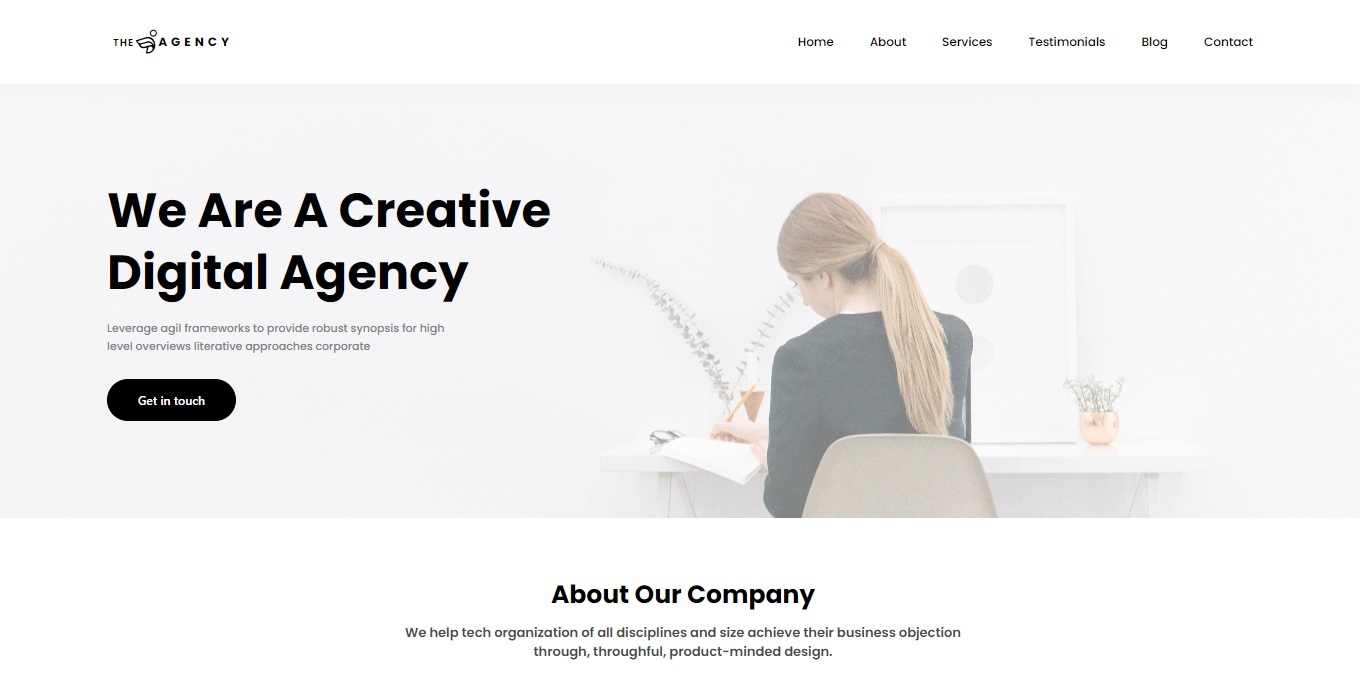 THE AGENCY
Home About Services Testimonials Blog Contact
We Are A Creative
Digital Agency
Leverage agil frameworks to provide robust synopsis for high
level overviews literative approaches corporate
Get in touch
About Our Company
We help tech organization of all disciplines and size achieve their business objection
through, throughful, product-minded design.